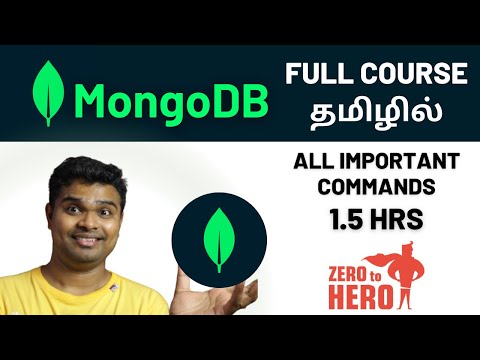 MongoDB
FULL COURSE
தமிழில்
ALL IMPORTANT
COMMANDS
1.5 HRS
ZERO to
HERO